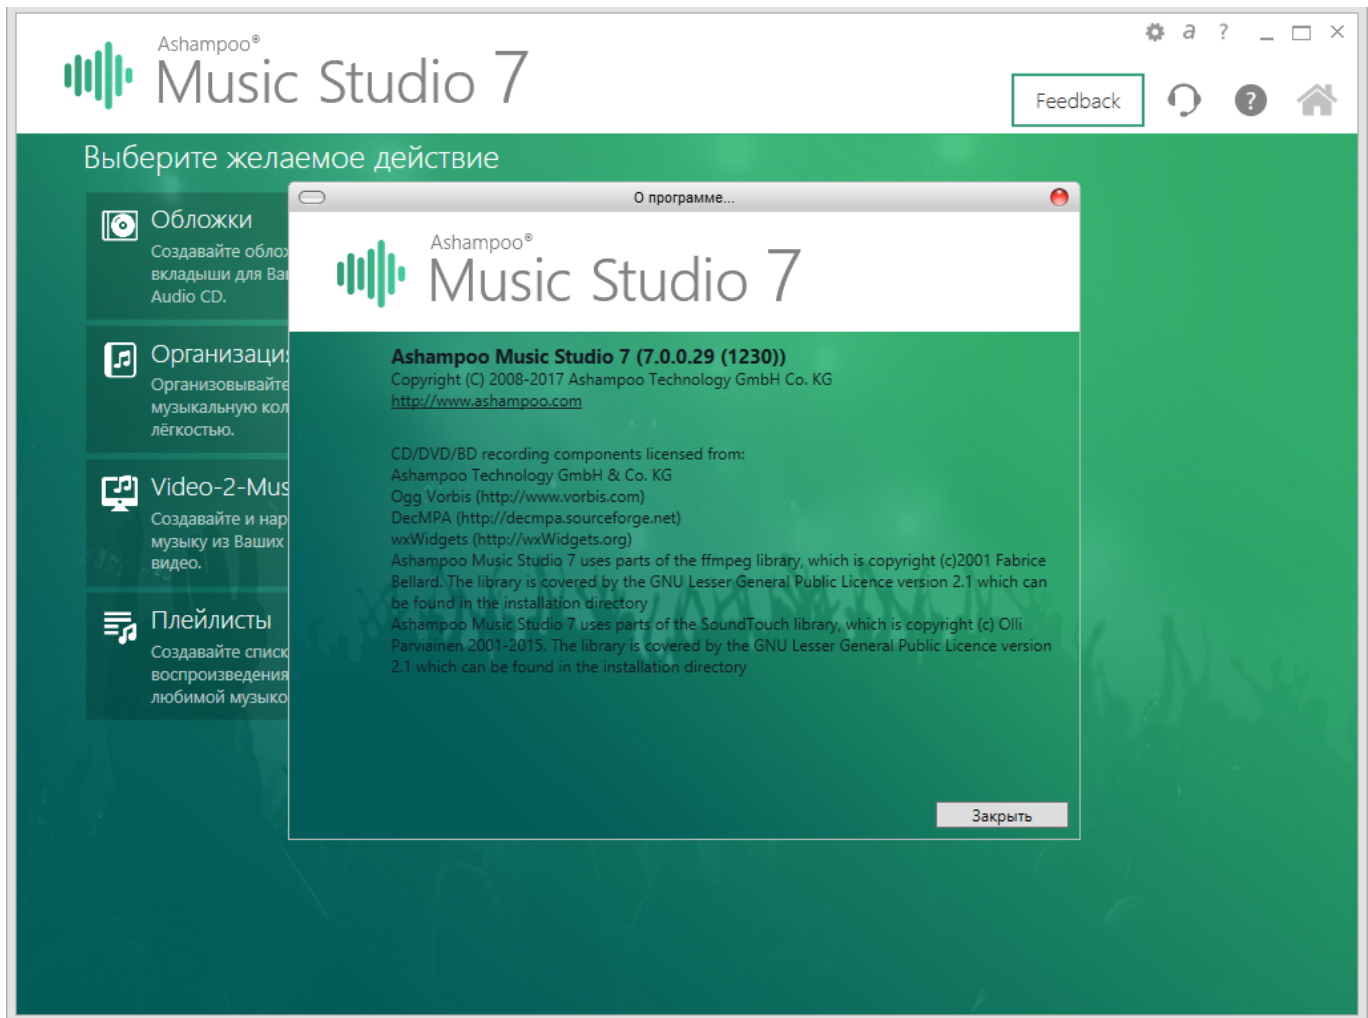 Ashampoo®
Music Studio 7
a ?
Feedback
?
Выберите желаемое действие
Обложки
Создавайте облож
вкладыши для Ва
Audio CD.
Организаци
Организовывайте
музыкальную кол
лёгкостью.
Video-2-Mus
Создавайте и нар
музыку из Ваших
видео.
Плейлисты
Создавайте списк
воспроизведения
любимой музыко
О программе...
Ashampoo®
Music Studio 7
Ashampoo Music Studio 7 (7.0.0.29 (1230))
Copyright (C) 2008-2017 Ashampoo Technology GmbH Co. KG
http://www.ashampoo.com
CD/DVD/BD recording components licensed from:
Ashampoo Technology GmbH & Co. KG
Ogg Vorbis (http://www.vorbis.com)
DecMPA (http://decmpa.sourceforge.net)
wxWidgets (http://wxWidgets.org)
Ashampoo Music Studio 7 uses parts of the ffmpeg library, which is copyright (c)2001 Fabrice
Bellard. The library is covered by the GNU Lesser General Public Licence version 2.1 which can
be found in the installation directory
Ashampoo Music Studio 7 uses parts of the SoundTouch library, which is copyright (c) Olli
Parviainen 2001-2015. The library is covered by the GNU Lesser General Public Licence version
2.1 which can be found in the installation directory
Закрыть